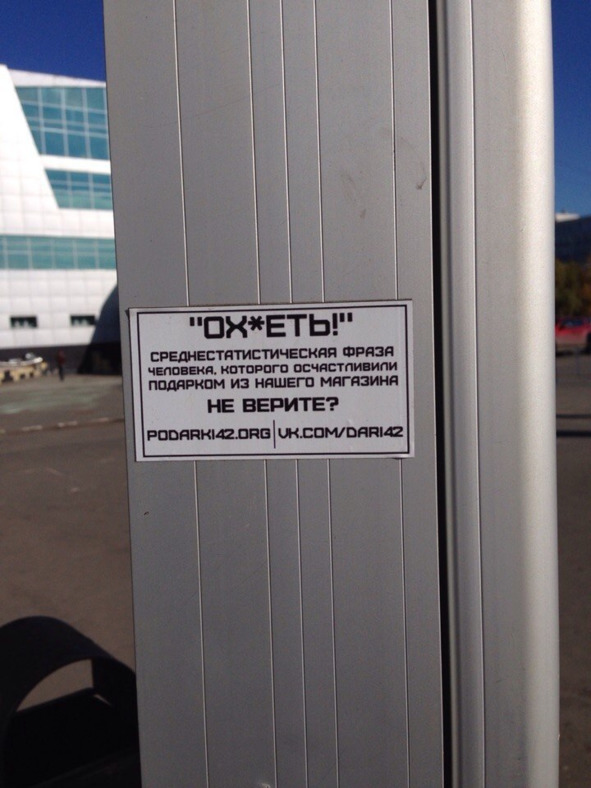 "ОХ*ЕТЬ!"
СРЕДНЕСТАТИСТИЧЕСКАЯ ФРАЗА
ЧЕЛОВЕКА, КОТОРОГО ОСЧАСТЛИВИЛИ
ПОДАРКОМ ИЗ НАШЕГО МАГАЗИНА
НЕ ВЕРИТЕ?
PODARKI42.ORG | VK.COM/DARI42